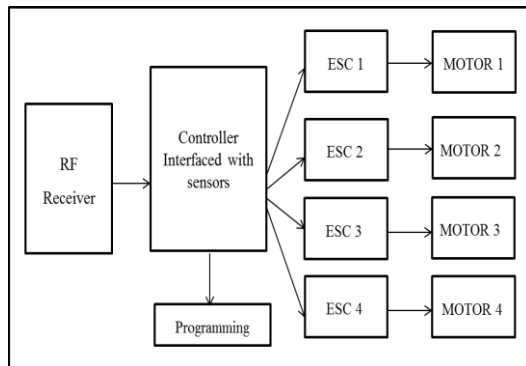 RF
Receiver
Controller
Interfaced with
sensors
Programming
ESC 1
MOTOR 1
ESC 2
MOTOR 2
ESC 3
MOTOR 3
ESC 4
MOTOR 4